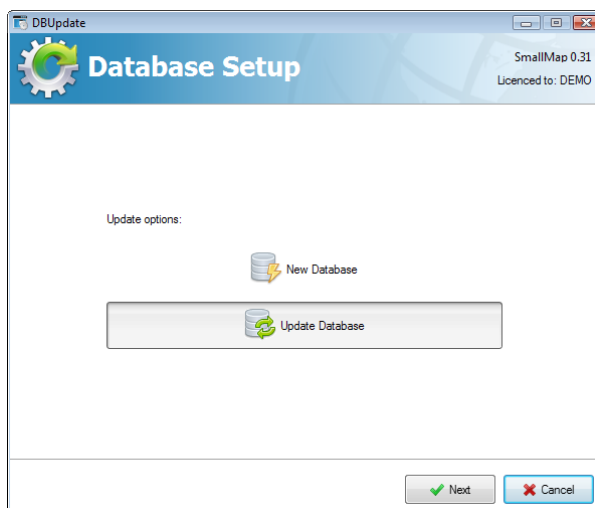 DBUpdate
Database Setup
SmallMap 0.31
Licenced to: DEMO
Update options:
New Database
Update Database
Next
Cancel